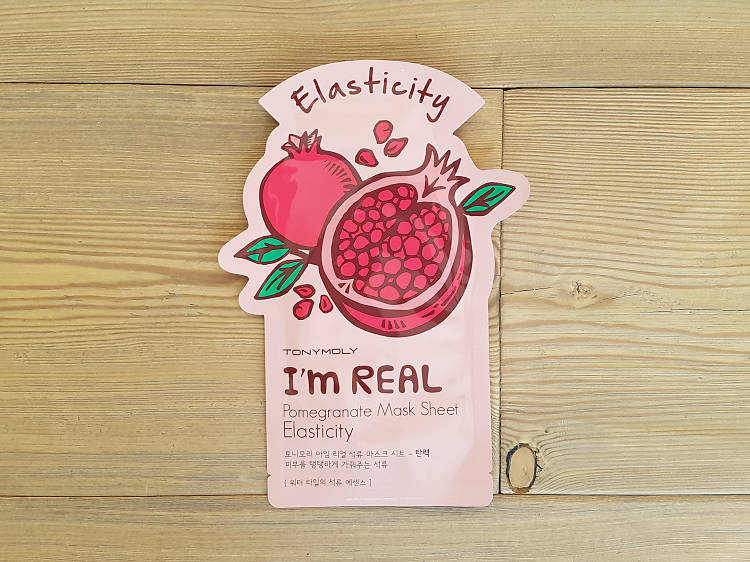 Elasticity
TONYMOLY
I'm REAL
Pomegranate Mask Sheet
Elasticity
토니모리 아임 리얼 석류 마스크 시트 - 탄력
피부를 탱탱하게 가꿔주는 석류
[ 워터 타입의 석류 에센스 ]